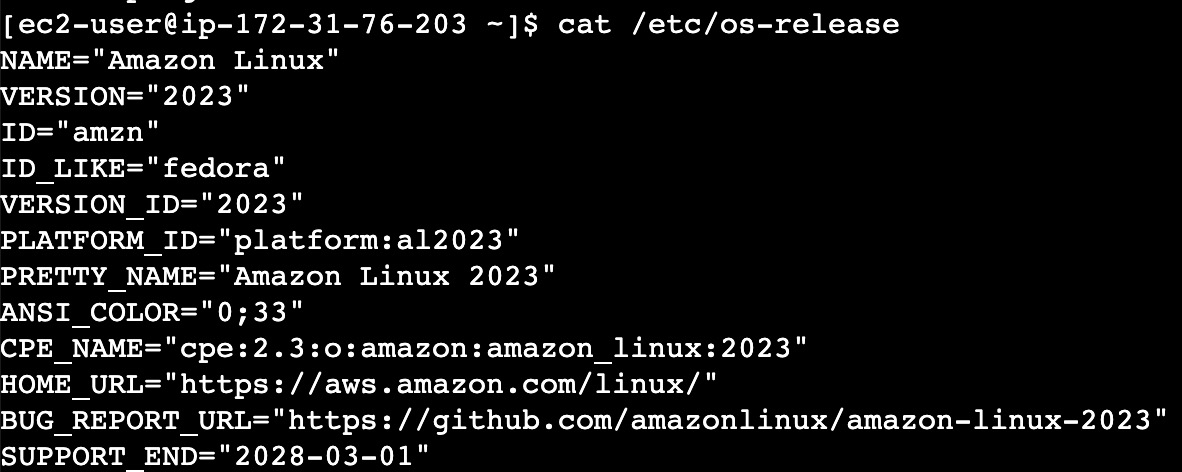 [ec2-user@ip-172-31-76-203 ~]$ cat /etc/os-release
NAME="Amazon Linux"
VERSION="2023"
ID="amzn"
ID_LIKE="fedora"
VERSION_ID="2023"
PLATFORM_ID="platform:al2023"
PRETTY_NAME="Amazon Linux 2023"
ANSI_COLOR="0;33"
CPE_NAME="cpe:2.3:o:amazon:amazon_linux:2023"
HOME_URL="https://aws.amazon.com/linux/"
BUG_REPORT_URL="https://github.com/amazonlinux/amazon-linux-2023"
SUPPORT_END="2028-03-01"